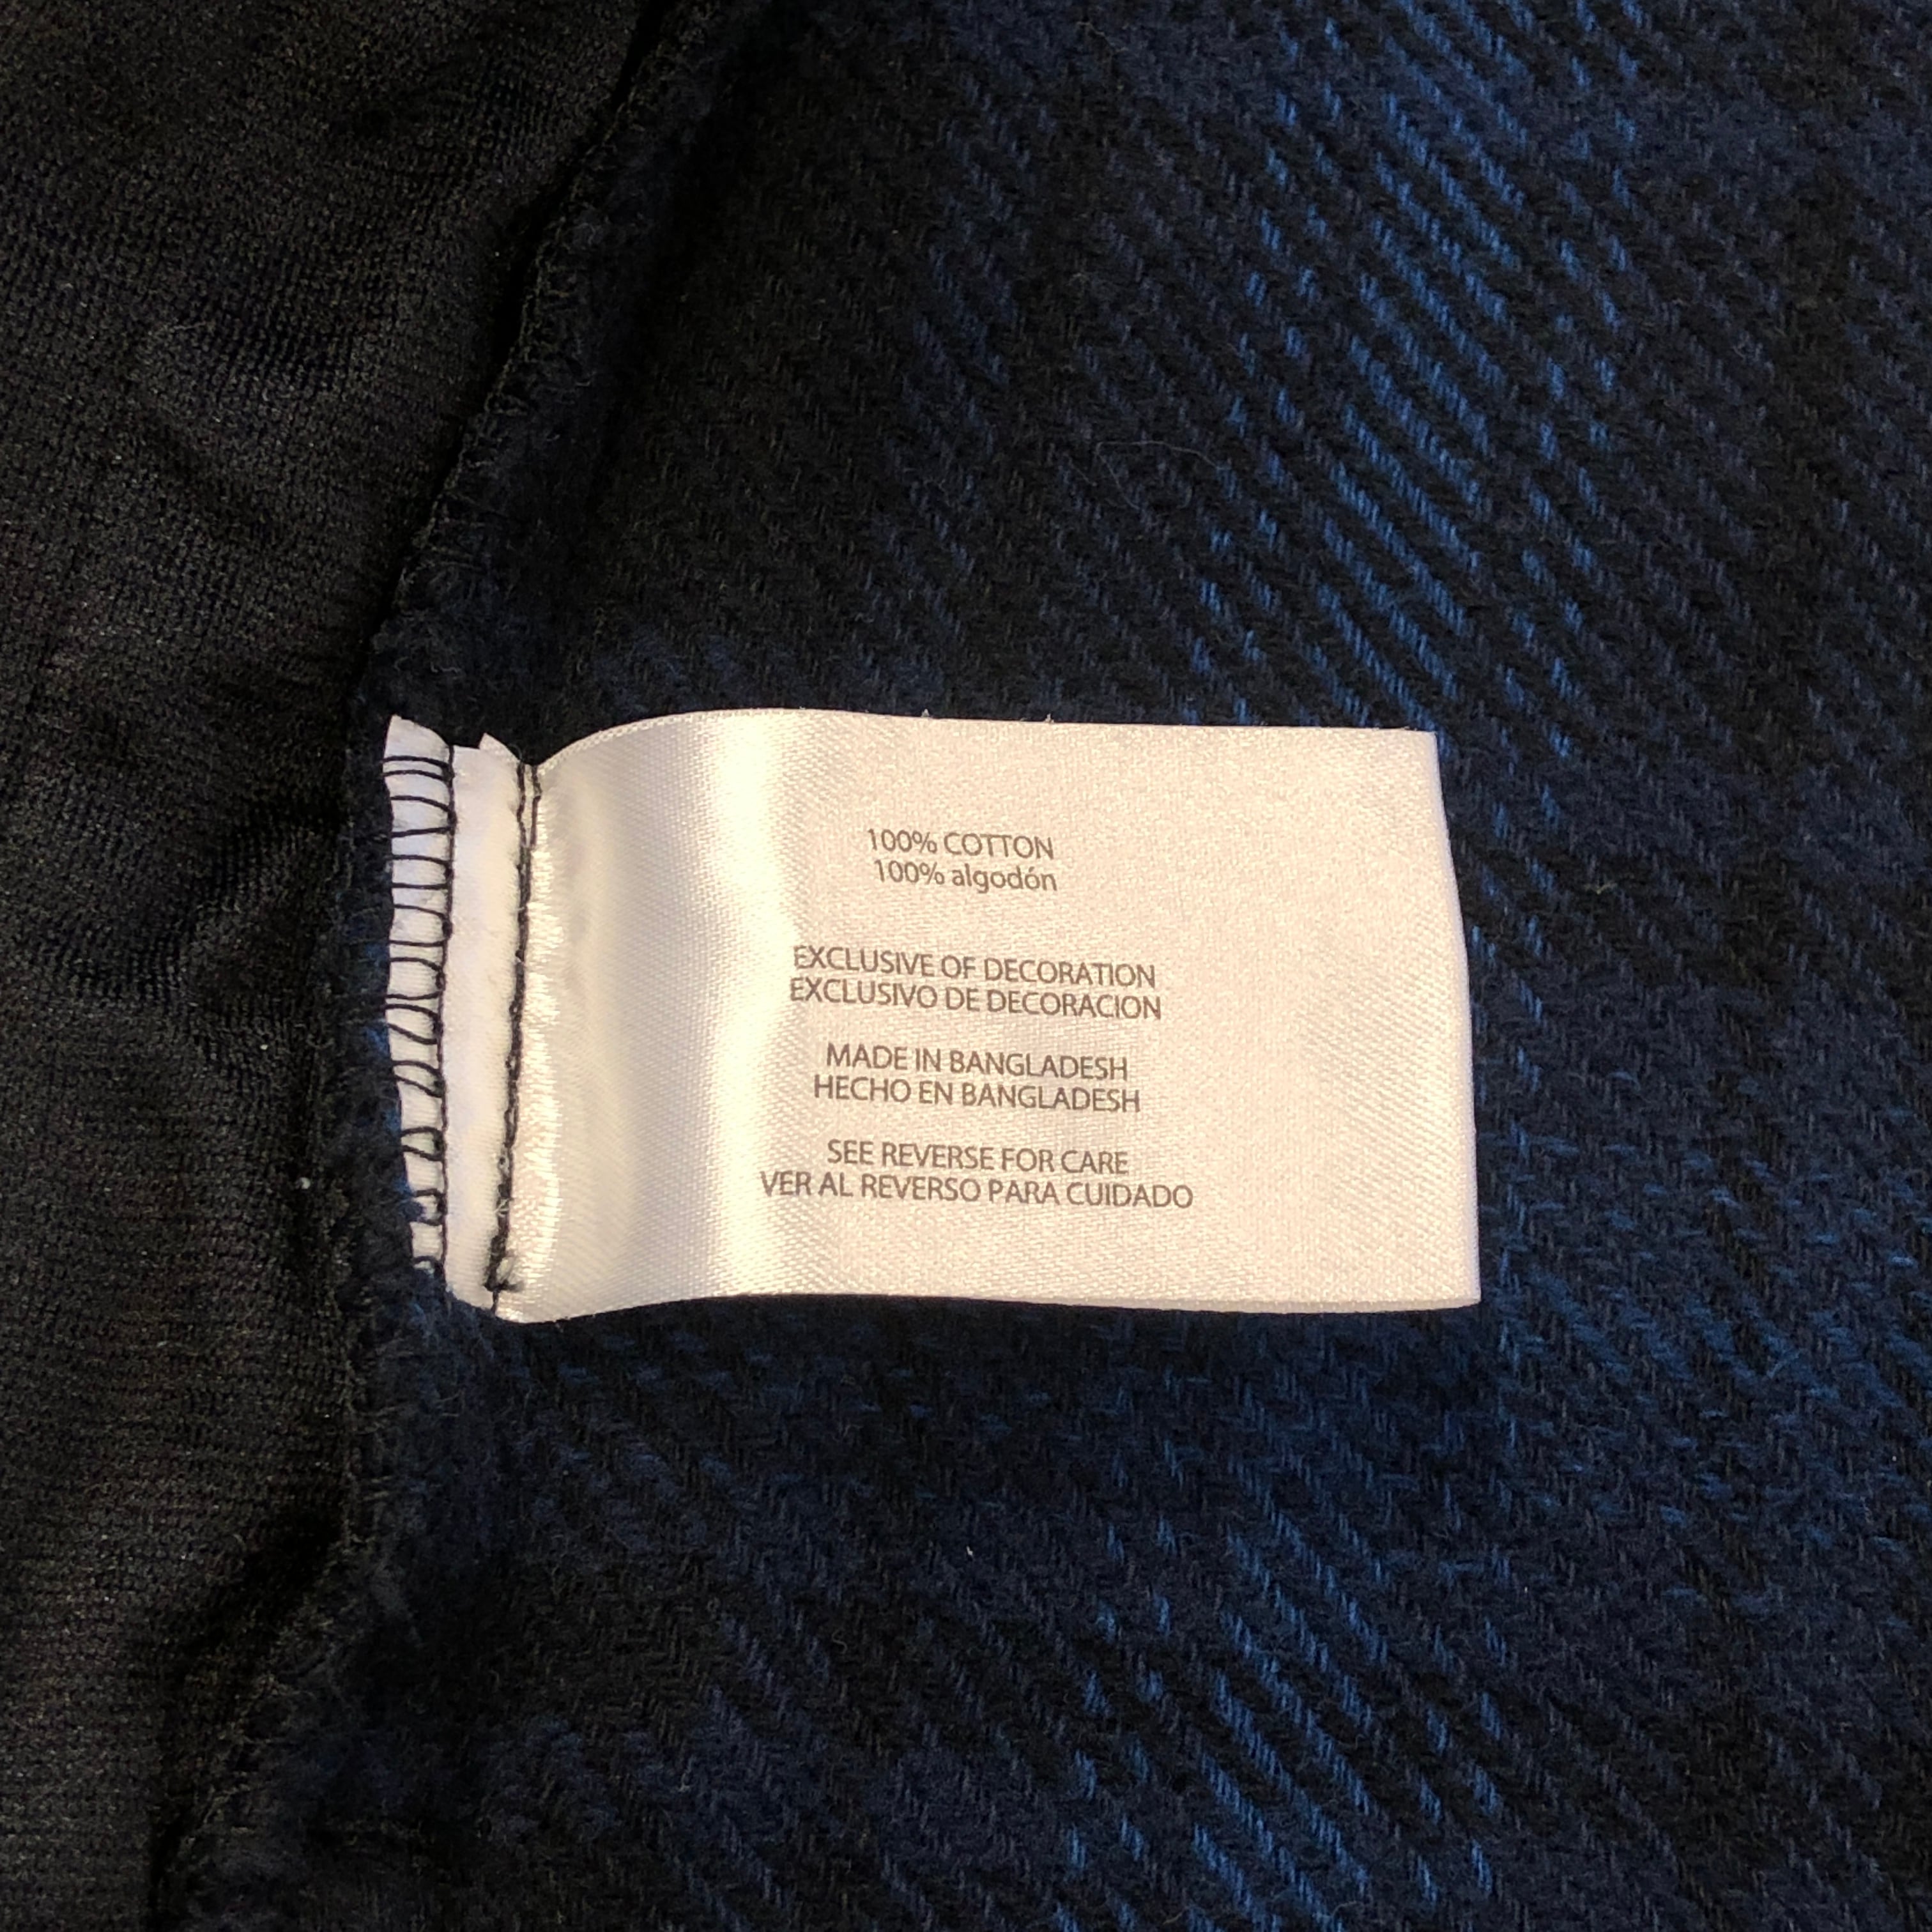 100% COTTON
100% algodón
EXCLUSIVE OF DECORATION
EXCLUSIVO DE DECORACION
MADE IN BANGLADESH
HECHO EN BANGLADESH
SEE REVERSE FOR CARE
VER AL REVERSO PARA CUIDADO